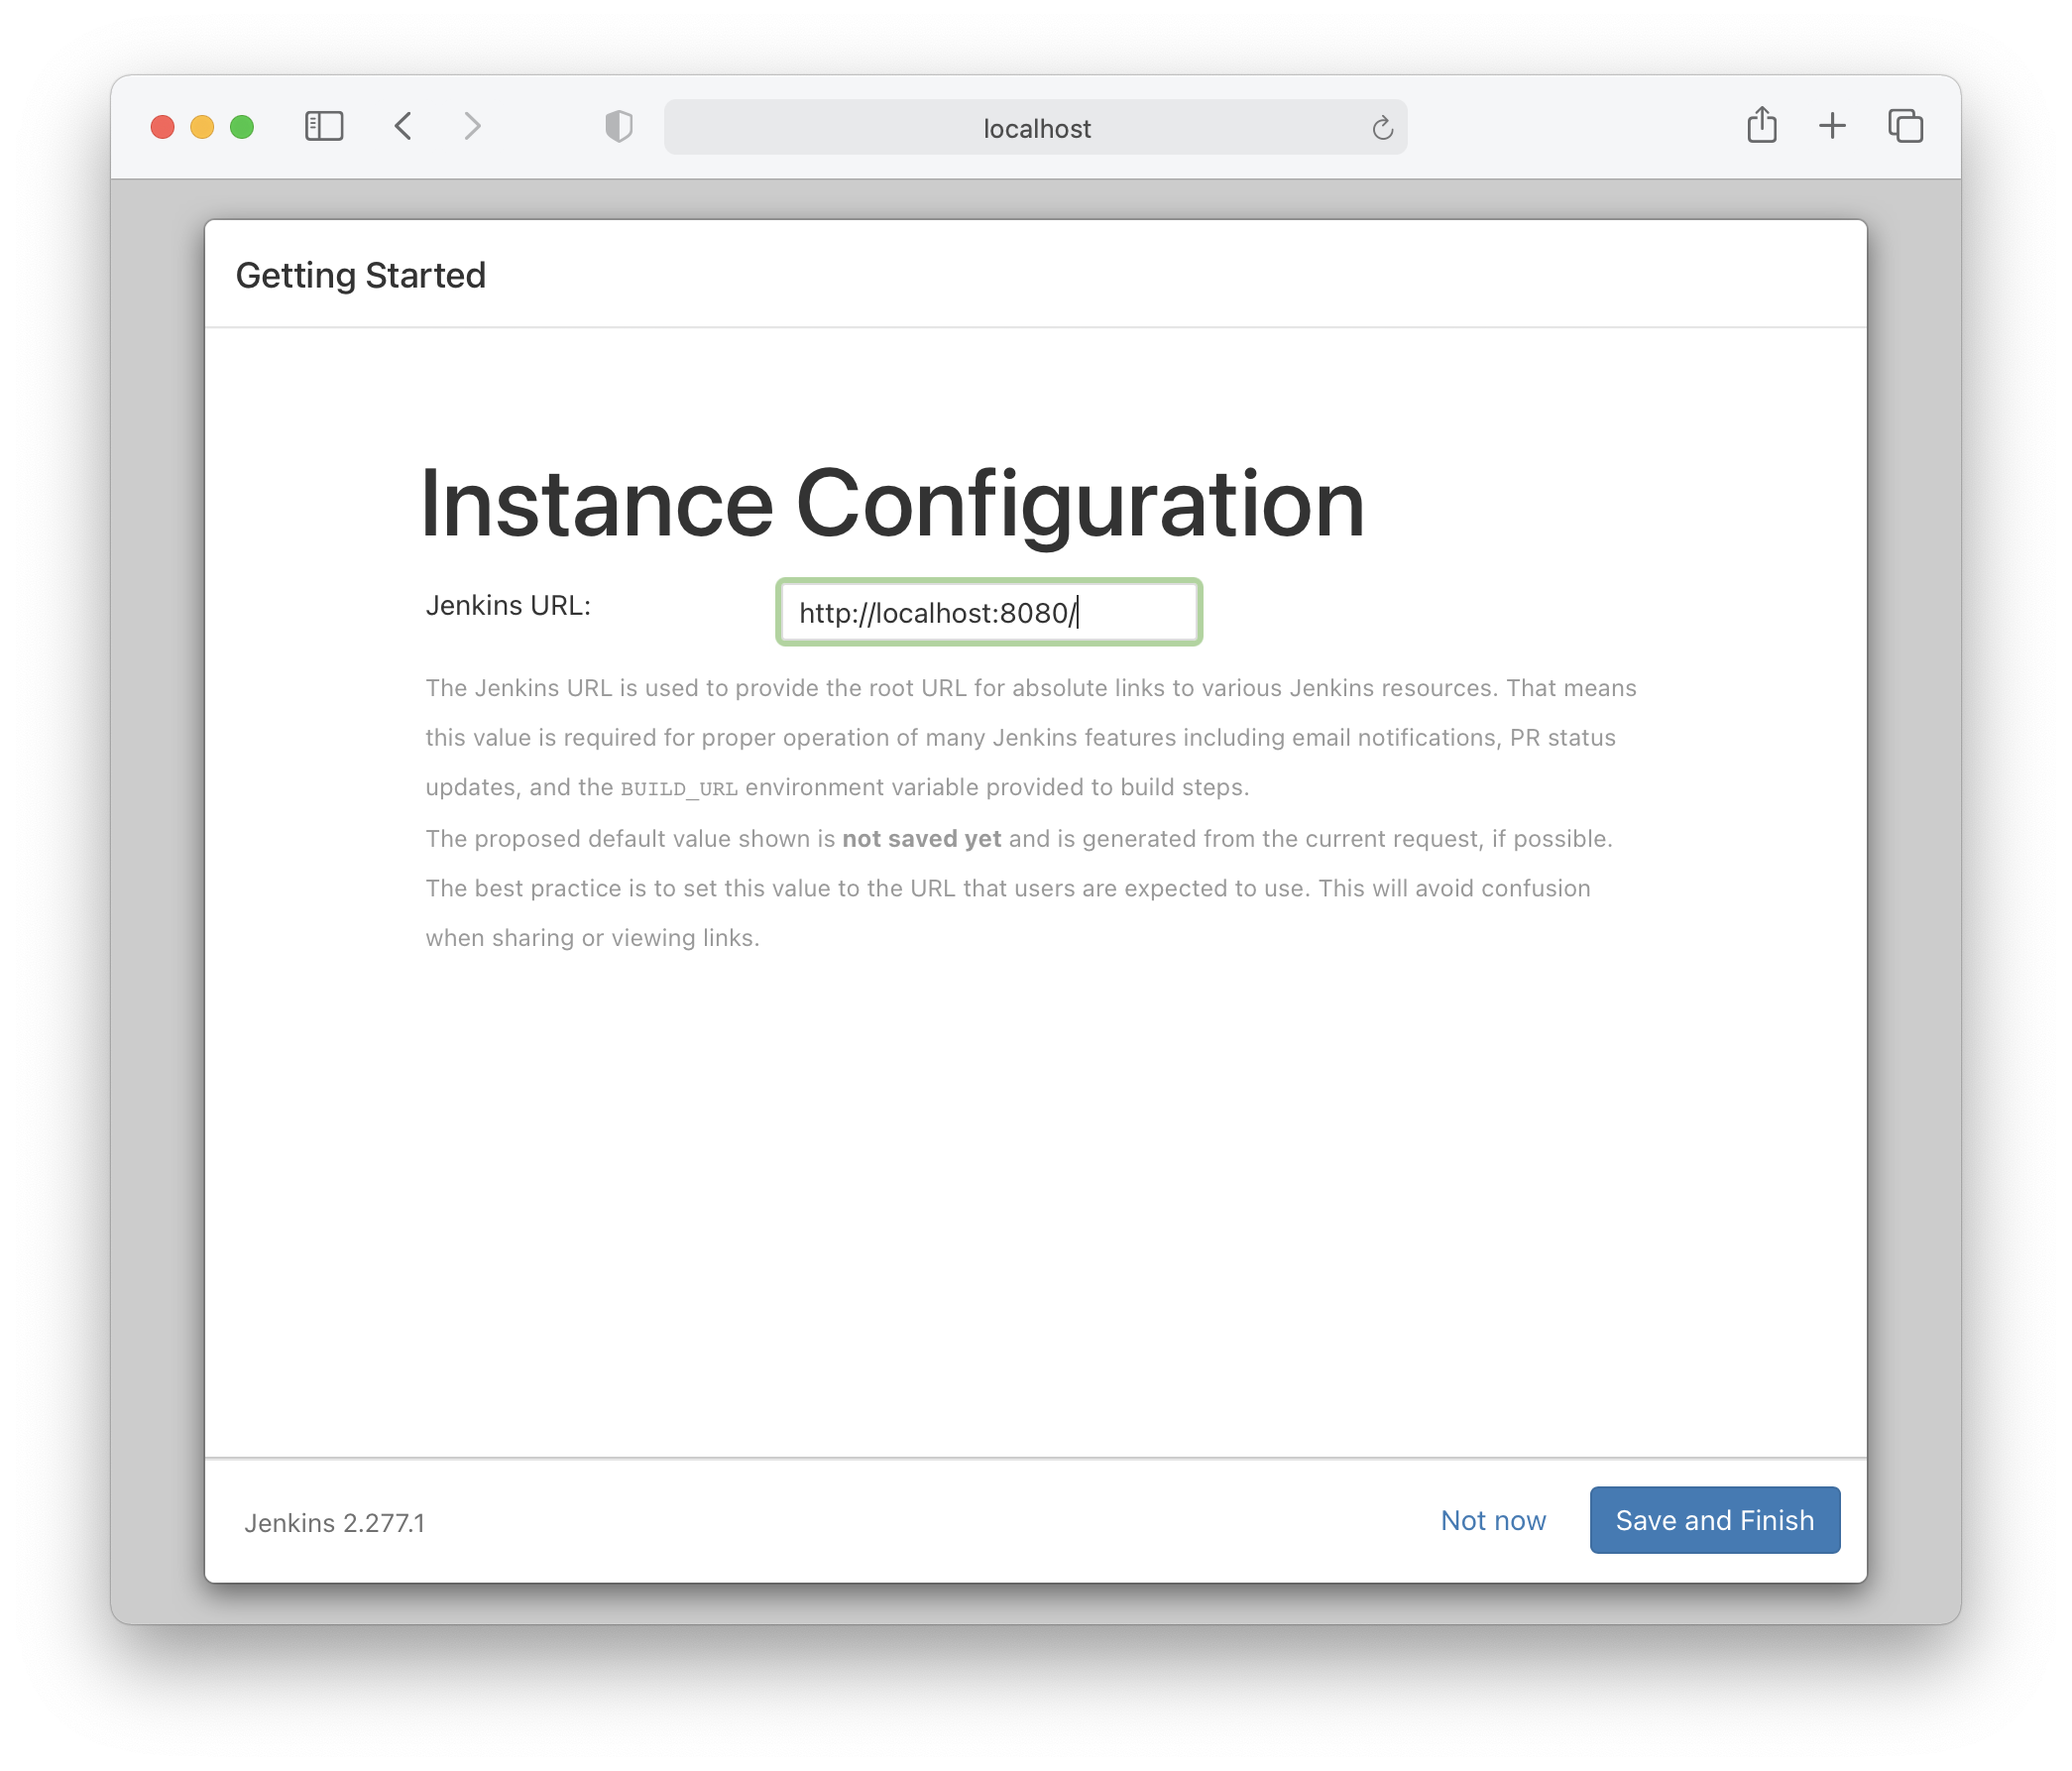 localhost
Getting Started
Instance Configuration
Jenkins URL:
http://localhost:8080/
The Jenkins URL is used to provide the root URL for absolute links to various Jenkins resources. That means
this value is required for proper operation of many Jenkins features including email notifications, PR status
updates, and the BUILD_URL environment variable provided to build steps.
The proposed default value shown is not saved yet and is generated from the current request, if possible.
The best practice is to set this value to the URL that users are expected to use. This will avoid confusion
when sharing or viewing links.
Jenkins 2.277.1
Not now
Save and Finish